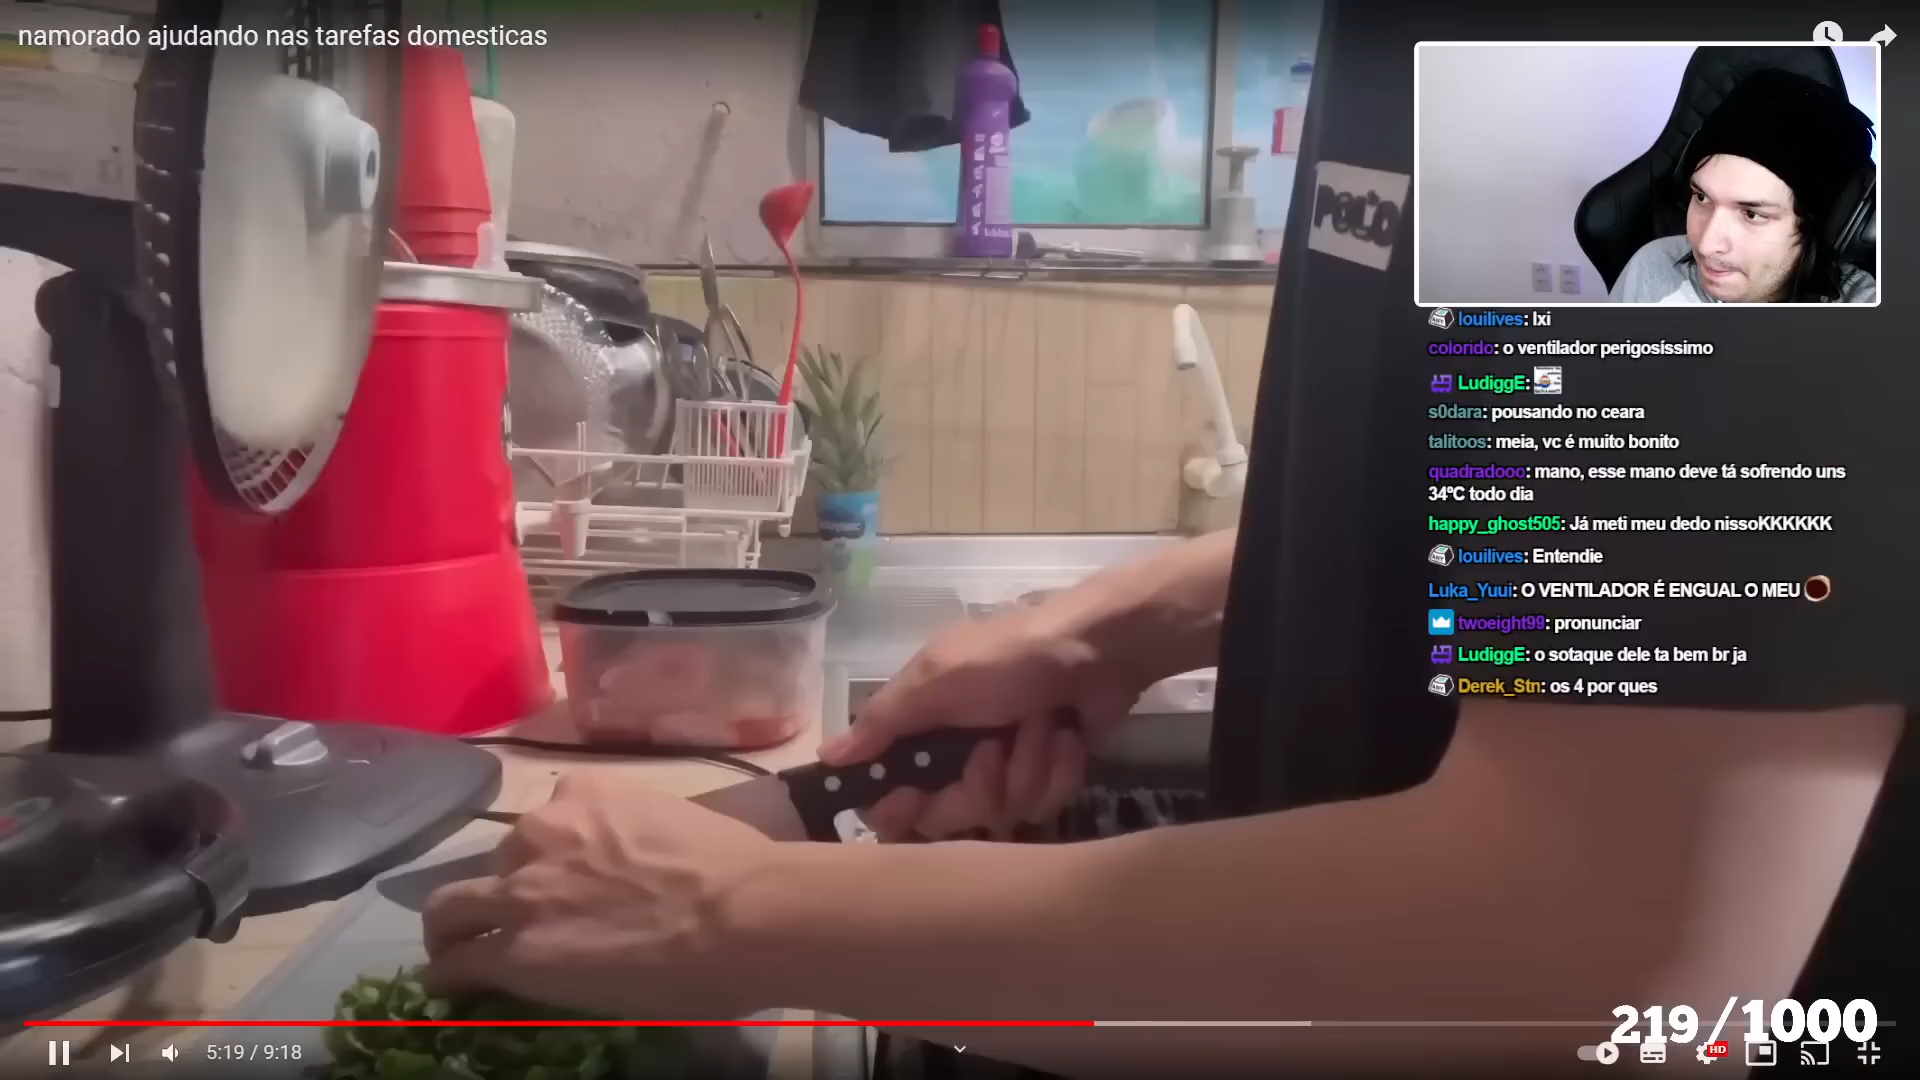 namorado ajudando nas tarefas domesticas
POLO
louilives: Ixi
colorido: o ventilador perigosíssimo
LudiggE:
s0dara: pousando no ceara
talitoos: meia, vc é muito bonito
quadradooo: mano, esse mano deve tá sofrendo uns
34ºC todo dia
happy_ghost505: Já meti meu dedo nissoKKKKKK
louilives: Entendie
Luka_Yuui: O VENTILADOR É ENGUAL O MEU
twoeight99: pronunciar
LudiggE: o sotaque dele ta bem br ja
Derek_Stn: os 4 por ques
219/1000
5:19 / 9:18
HD